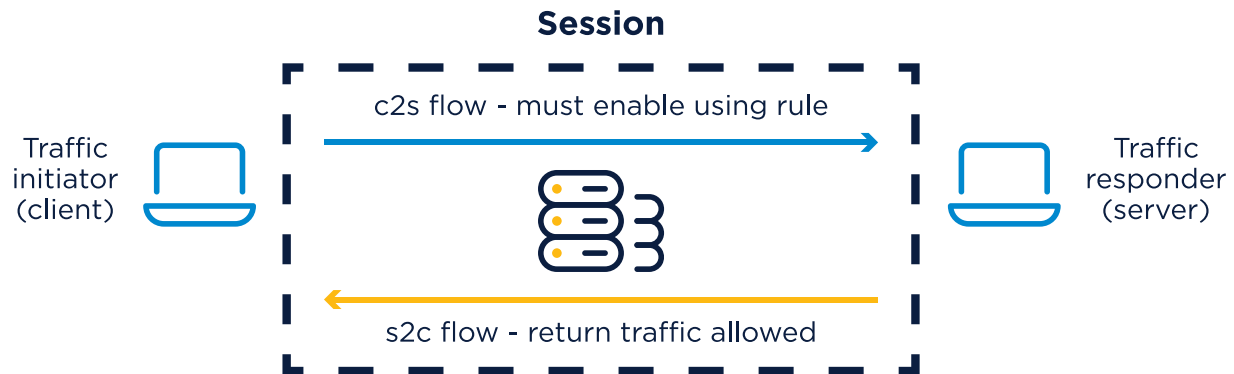 Session
c2s flow - must enable using rule
Traffic
initiator
(client)
Traffic
responder
(server)
s2c flow - return traffic allowed